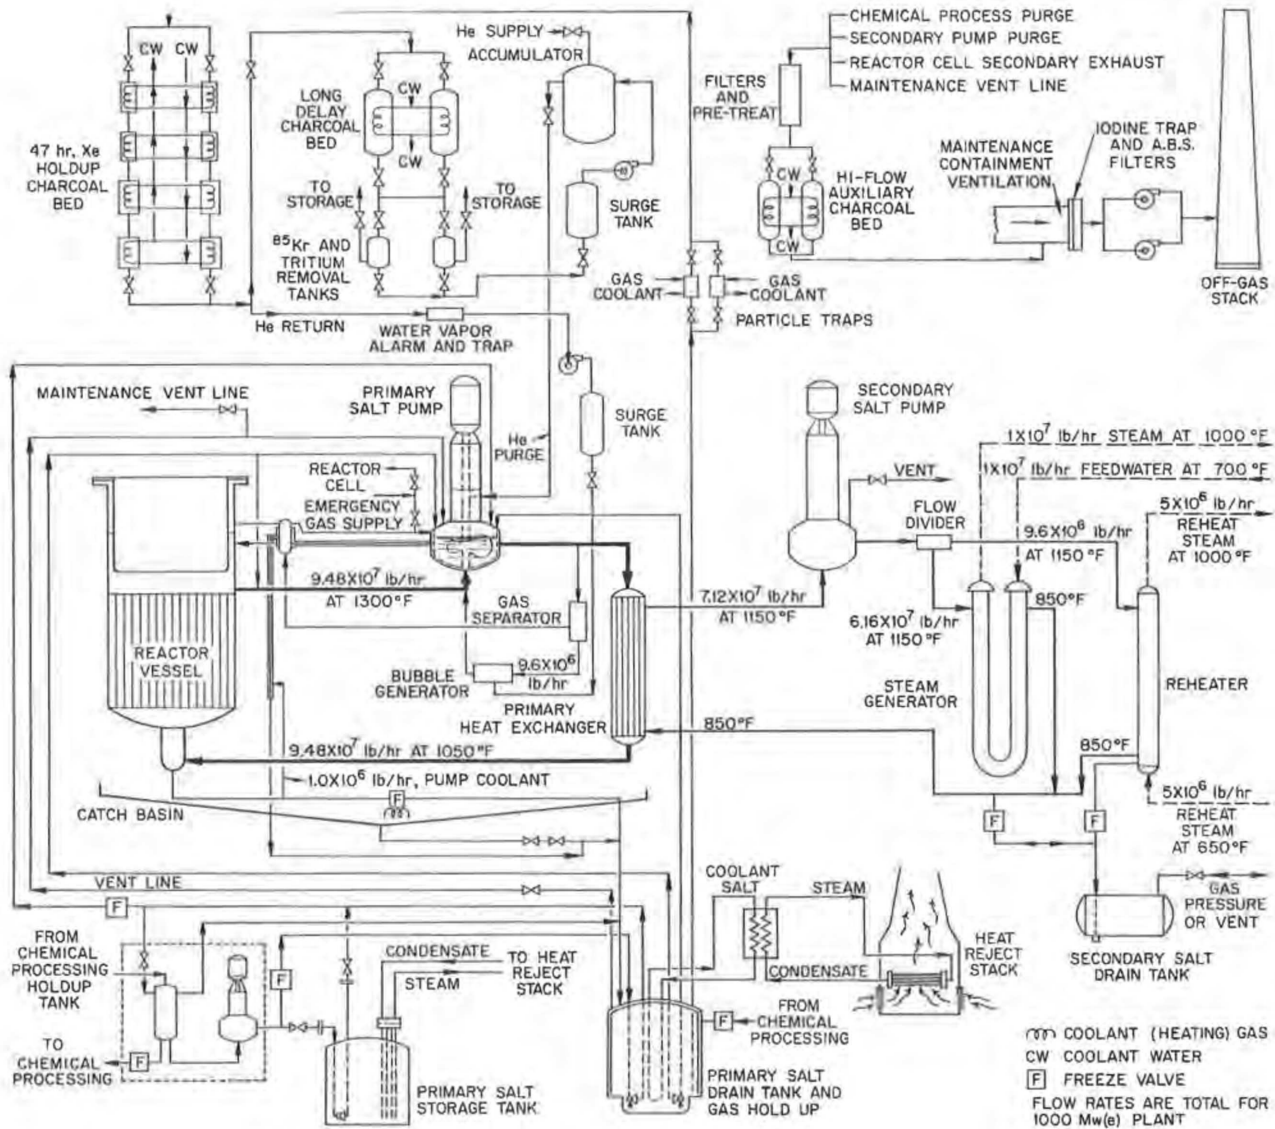 CHEMICAL PROCESS PURGE
SECONDARY PUMP PURGE
REACTOR CELL SECONDARY EXHAUST
MAINTENANCE VENT LINE
He SUPPLY
ACCUMULATOR
CW
CW
CW
CW
LONG
DELAY
CHARCOAL
BED
47 hr, Xe
HOLDUP
CHARCOAL
BED
FILTERS
AND
PRE-TREAT
MAINTENANCE
CONTAINMENT
VENTILATION
IODINE TRAP
AND A.B.S.
FILTERS
TO
STORAGE
TO
STORAGE
SURGE
TANK
CW
CW
HI-FLOW
AUXILIARY
CHARCOAL
BED
85Kr AND
TRITIUM
REMOVAL
TANKS
GAS
COOLANT
GAS
COOLANT
OFF-GAS
STACK
He RETURN
WATER VAPOR
ALARM AND TRAP
PARTICLE TRAPS
MAINTENANCE VENT LINE
PRIMARY
SALT PUMP
SURGE
TANK
SECONDARY
SALT PUMP
He
PURGE
1X10⁷ lb/hr STEAM AT 1000°F
1X10⁷ lb/hr FEEDWATER AT 700°F
REACTOR
CELL
EMERGENCY
GAS SUPPLY
VENT
FLOW
DIVIDER
9.6X10⁶ lb/hr
AT 1150°F
5X10⁶ lb/hr
REHEAT
STEAM
AT 1000°F
9.48X10⁷ lb/hr
AT 1300°F
GAS
SEPARATOR
7.12X10⁷ lb/hr
AT 1150°F
6.16X10⁷ lb/hr
AT 1150°F
850°F
REACTOR
VESSEL
BUBBLE
GENERATOR
9.6X10⁶
lb/hr
PRIMARY
HEAT EXCHANGER
STEAM
GENERATOR
REHEATER
850°F
850°F
9.48X10⁷ lb/hr AT 1050°F
1.0X10⁶ lb/hr, PUMP COOLANT
CATCH BASIN
F
F
F
5X10⁶ lb/hr
REHEAT
STEAM
AT 650°F
VENT LINE
F
COOLANT
SALT
STEAM
CONDENSATE
HEAT
REJECT
STACK
GAS
PRESSURE
OR VENT
SECONDARY SALT
DRAIN TANK
FROM
CHEMICAL
PROCESSING
HOLDUP
TANK
F
CONDENSATE
STEAM
TO HEAT
REJECT
STACK
F
FROM
CHEMICAL
PROCESSING
TO
CHEMICAL
PROCESSING
F
PRIMARY SALT
STORAGE TANK
PRIMARY SALT
DRAIN TANK AND
GAS HOLD UP
COOLANT (HEATING) GAS
CW COOLANT WATER
F FREEZE VALVE
FLOW RATES ARE TOTAL FOR
1000 Mw(e) PLANT